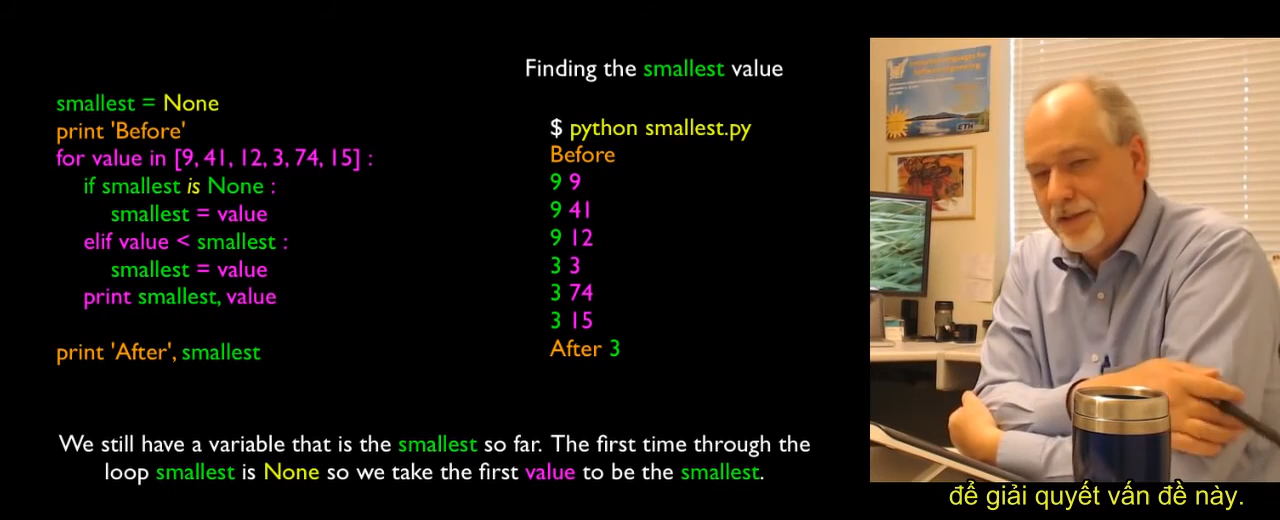 Finding the smallest value
smallest = None
print 'Before'
for value in [9, 41, 12, 3, 74, 15] :
    if smallest is None :
        smallest = value
    elif value < smallest :
        smallest = value
    print smallest, value
print 'After', smallest
$ python smallest.py
Before
9 9
9 41
9 12
3 3
3 74
3 15
After 3
We still have a variable that is the smallest so far. The first time through the
loop smallest is None so we take the first value to be the smallest.
ETH
để giải quyết vấn đề này.